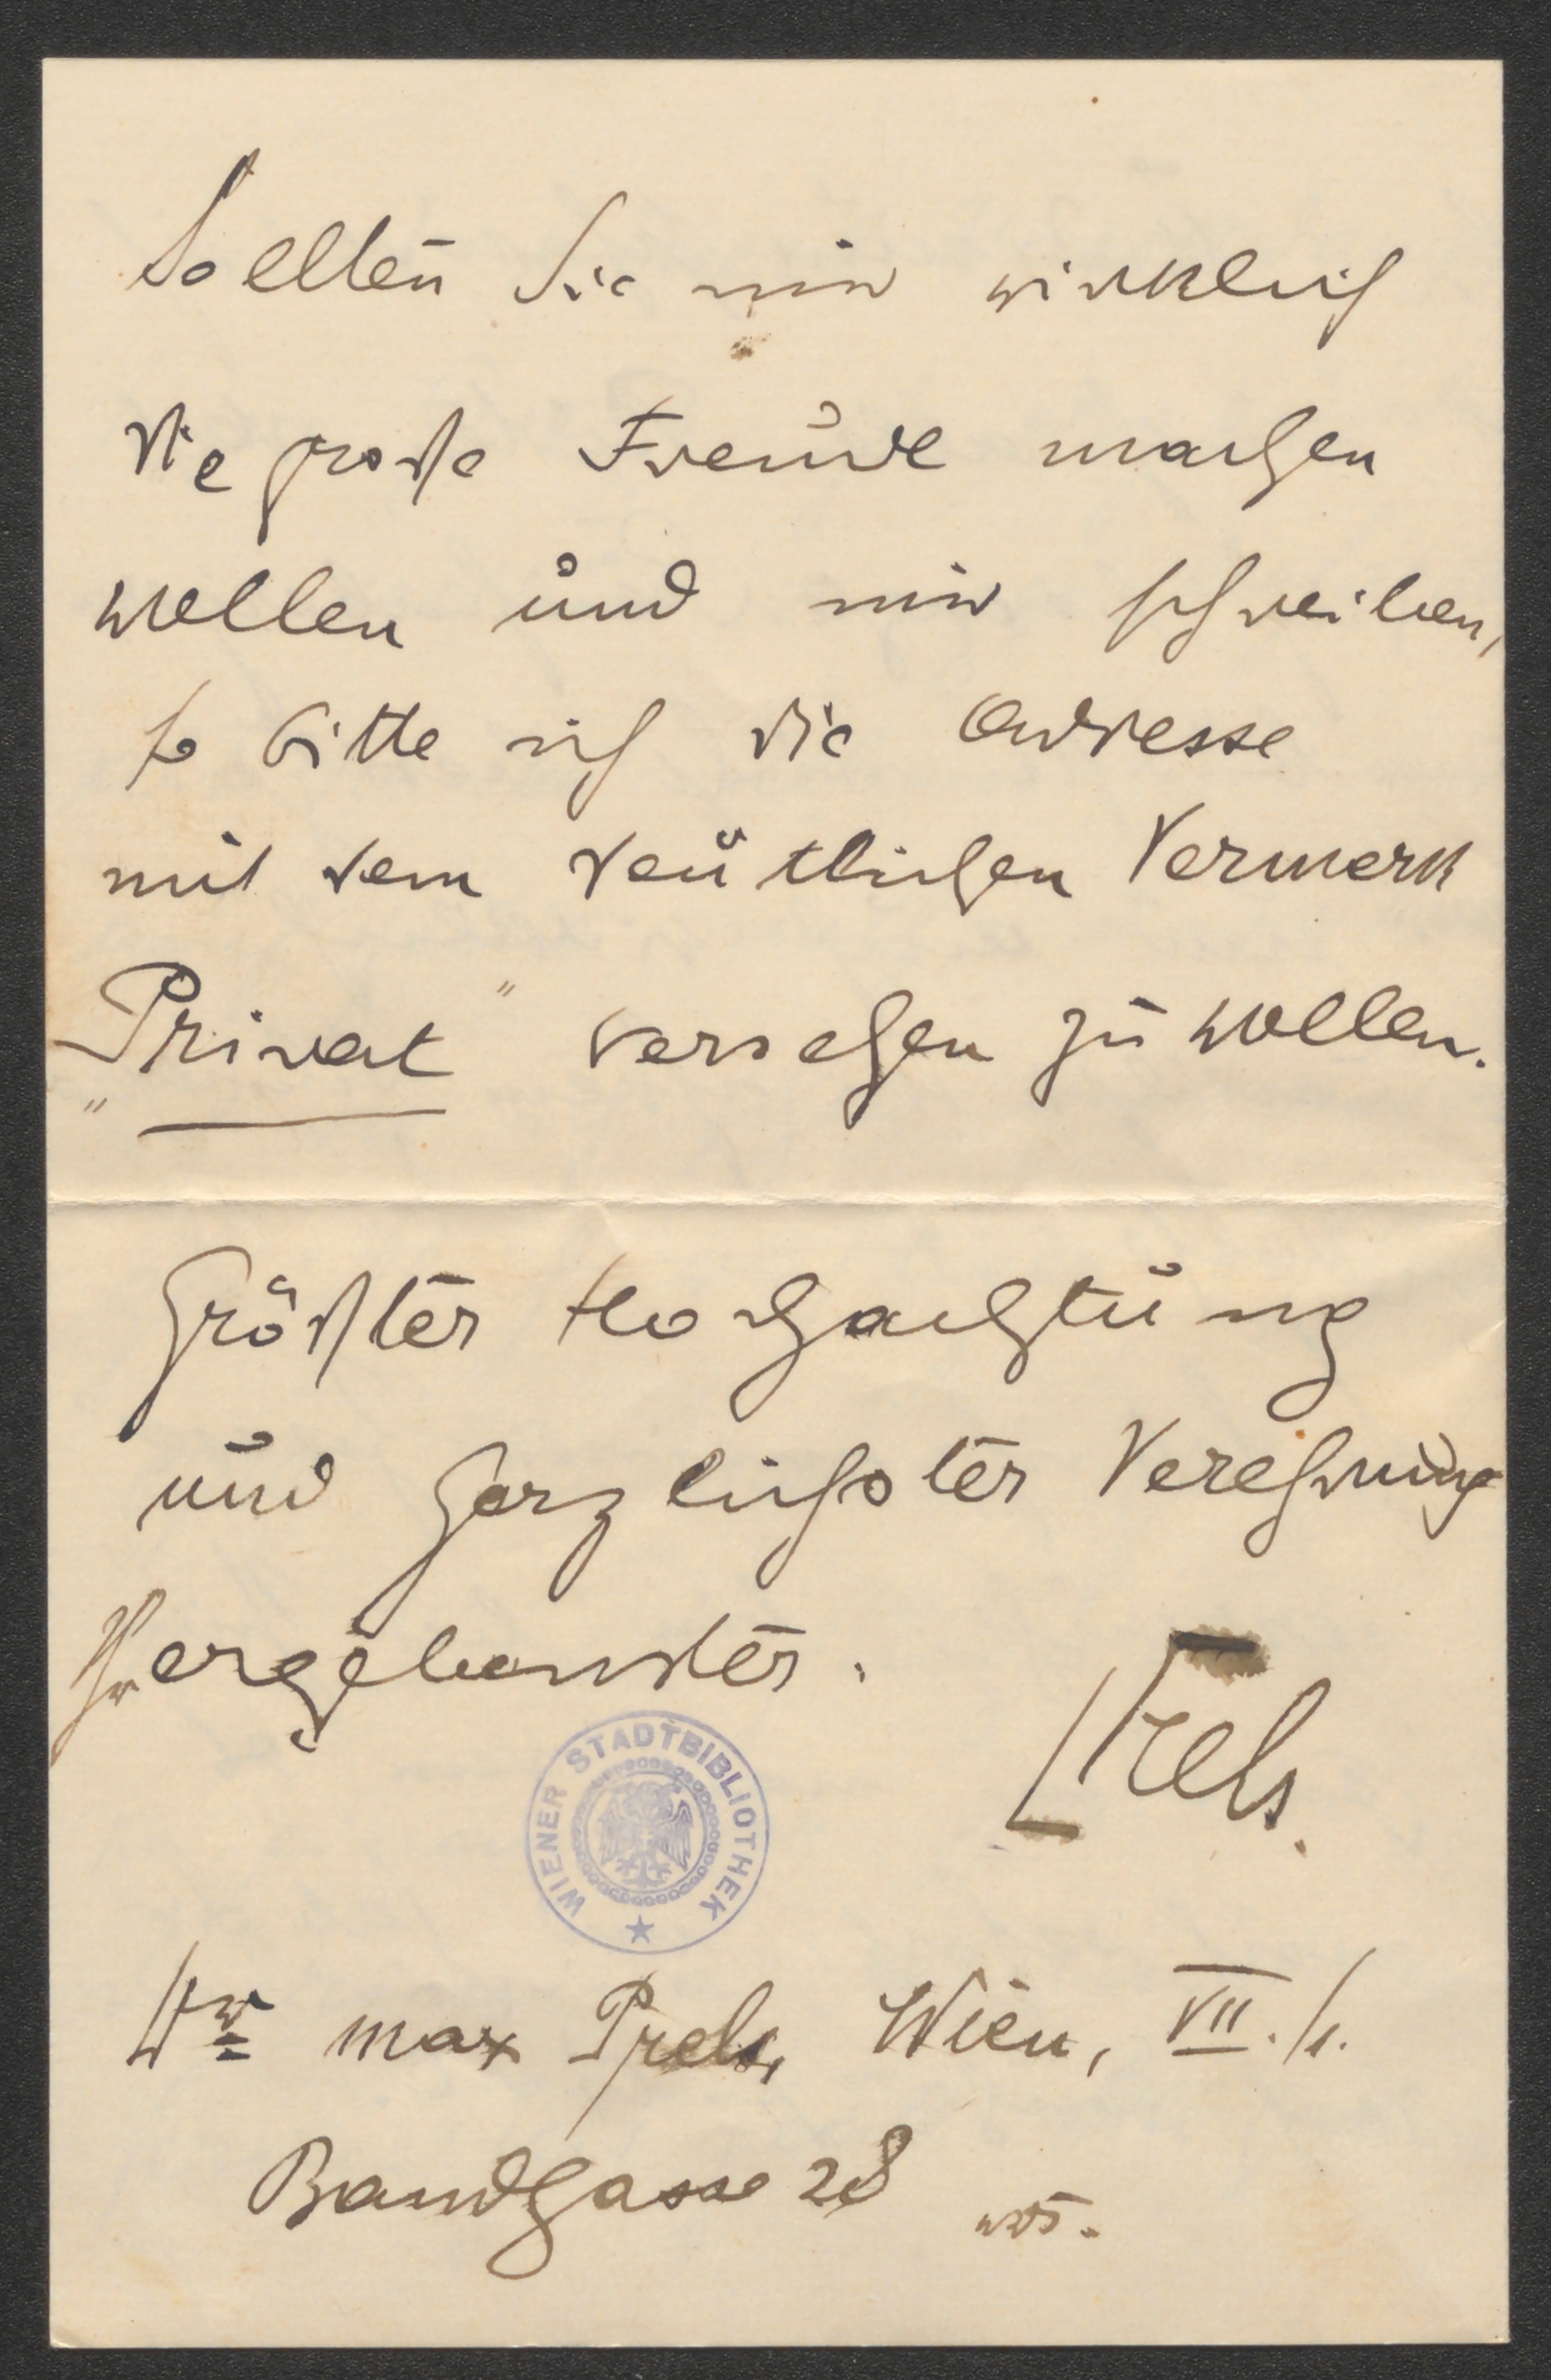 Sollten Sie mir wirklich
die große Freude machen
wollen und mir schreiben,
so bitte ich die Adresse
mit dem deutlichen Vermerk
„Privat" versehen zu wollen.
Größter Hochachtung
und herzlichster Verehrung
Ihr ergebenster.
Prels.
WIENER STADTBIBLIOTHEK
Dr Max Prels, Wien, VII./1.
Bandgasse 28